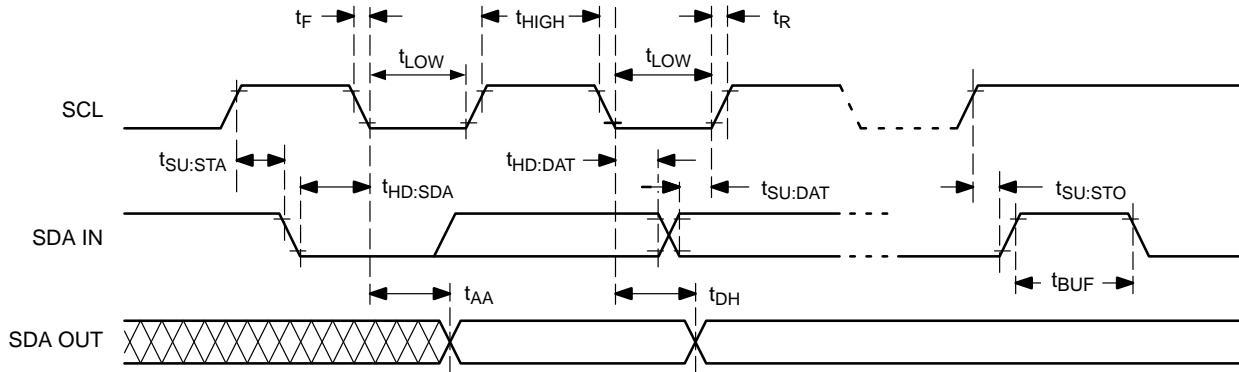 tF
tHIGH
tR
tLOW
tLOW
SCL
tSU:STA
tHD:DAT
tHD:SDA
tSU:DAT
tSU:STO
SDA IN
tBUF
tAA
tDH
SDA OUT